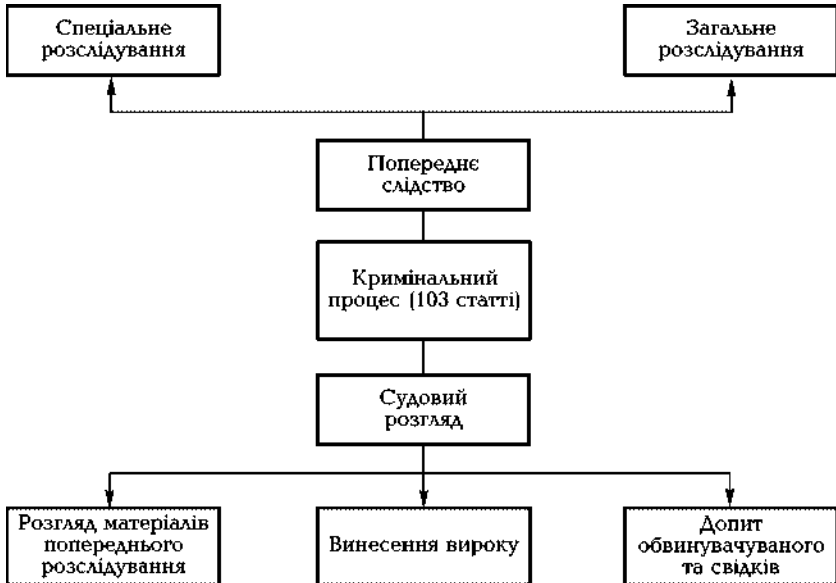 Спеціальне
розслідування
Загальне
розслідування
Попереднє
слідство
Кримінальний
процес (103 статті)
Судовий
розгляд
Розгляд матеріалів
попереднього
розслідування
Винесення вироку
Допит
обвинувачуваного
та свідків